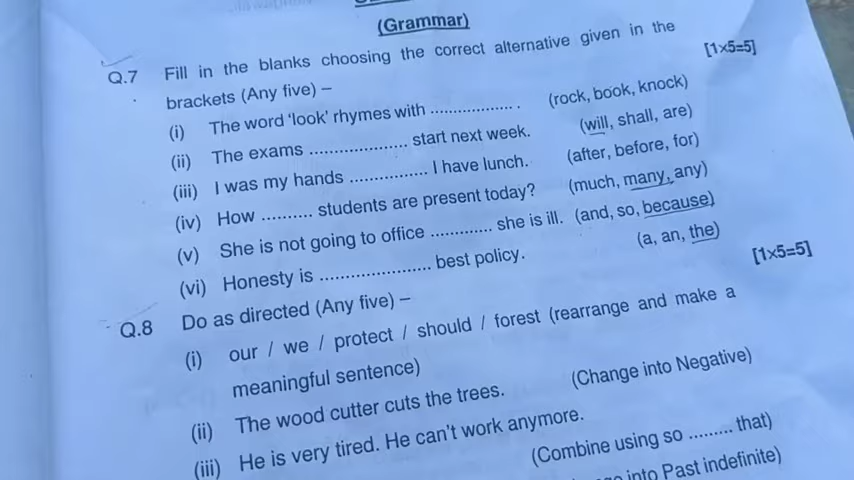 (Grammar)
Q.7 Fill in the blanks choosing the correct alternative given in the
brackets (Any five) – [1×5=5]
(i) The word 'look' rhymes with ................. . (rock, book, knock)
(ii) The exams .................... start next week. (will, shall, are)
(iii) I was my hands ................ I have lunch. (after, before, for)
(iv) How .......... students are present today? (much, many, any)
(v) She is not going to office ............ she is ill. (and, so, because)
(vi) Honesty is ...................... best policy. (a, an, the)
Q.8 Do as directed (Any five) – [1×5=5]
(i) our / we / protect / should / forest (rearrange and make a
meaningful sentence)
(ii) The wood cutter cuts the trees. (Change into Negative)
(iii) He is very tired. He can't work anymore.
(Combine using so ......... that)
into Past indefinite)